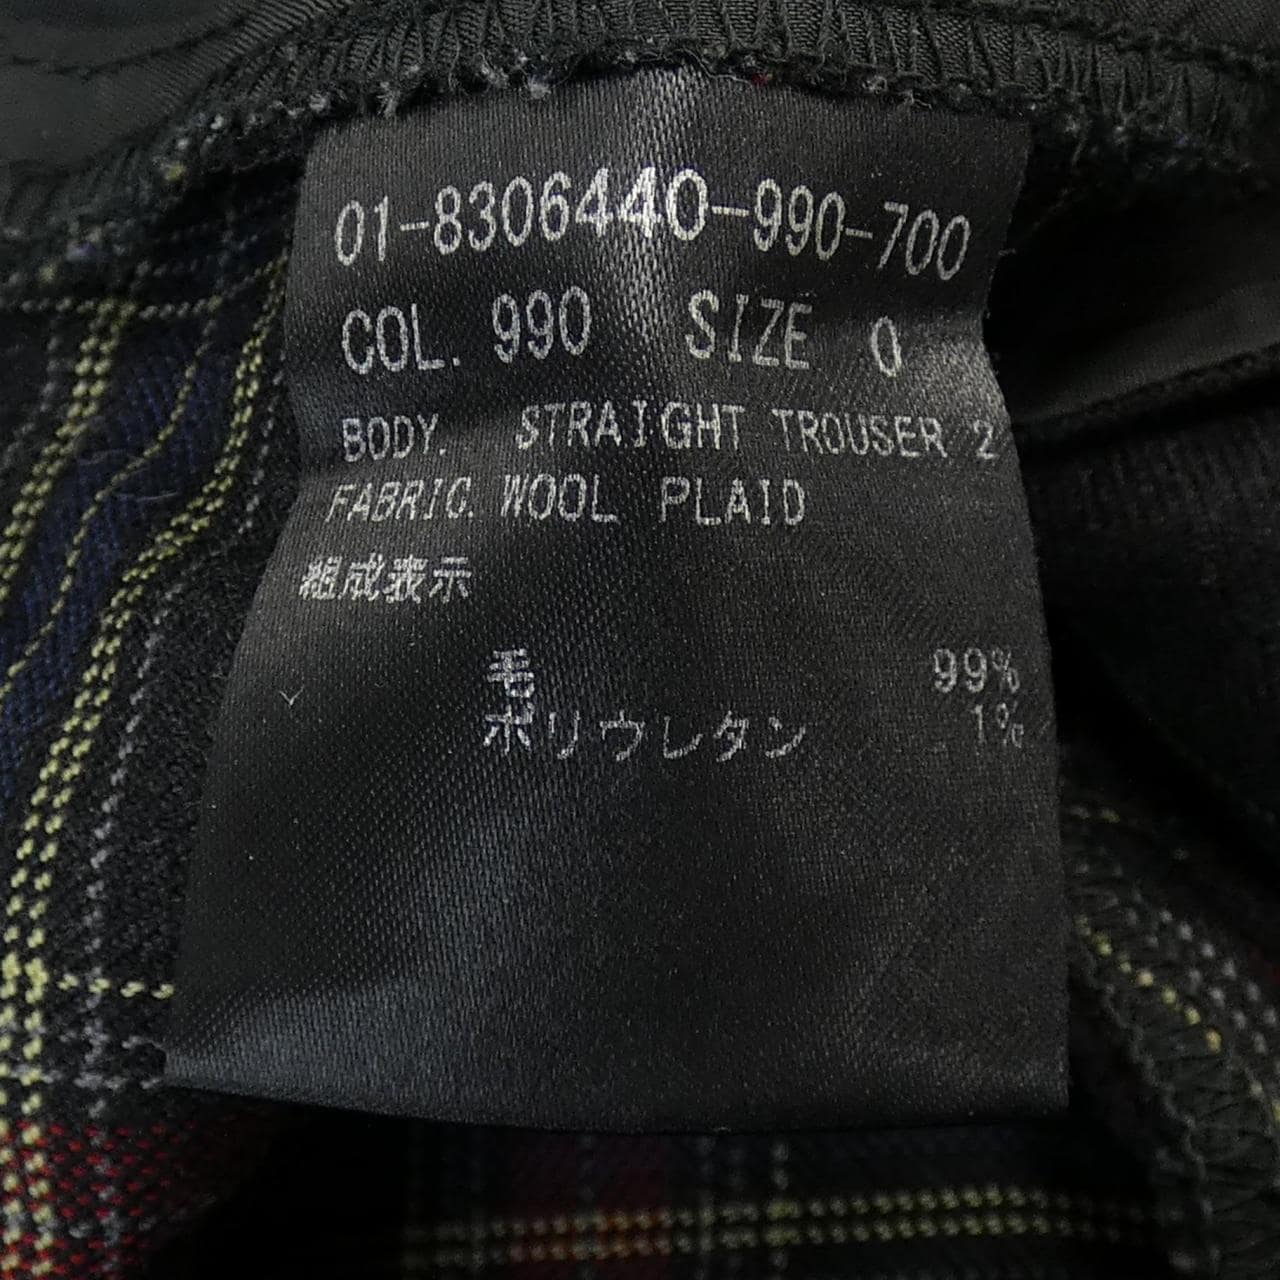 01-8306440-990-700
COL. 990 SIZE 0
BODY. STRAIGHT TROUSER 2
FABRIC. WOOL PLAID
組成表示
毛 99%
ポリウレタン 1%